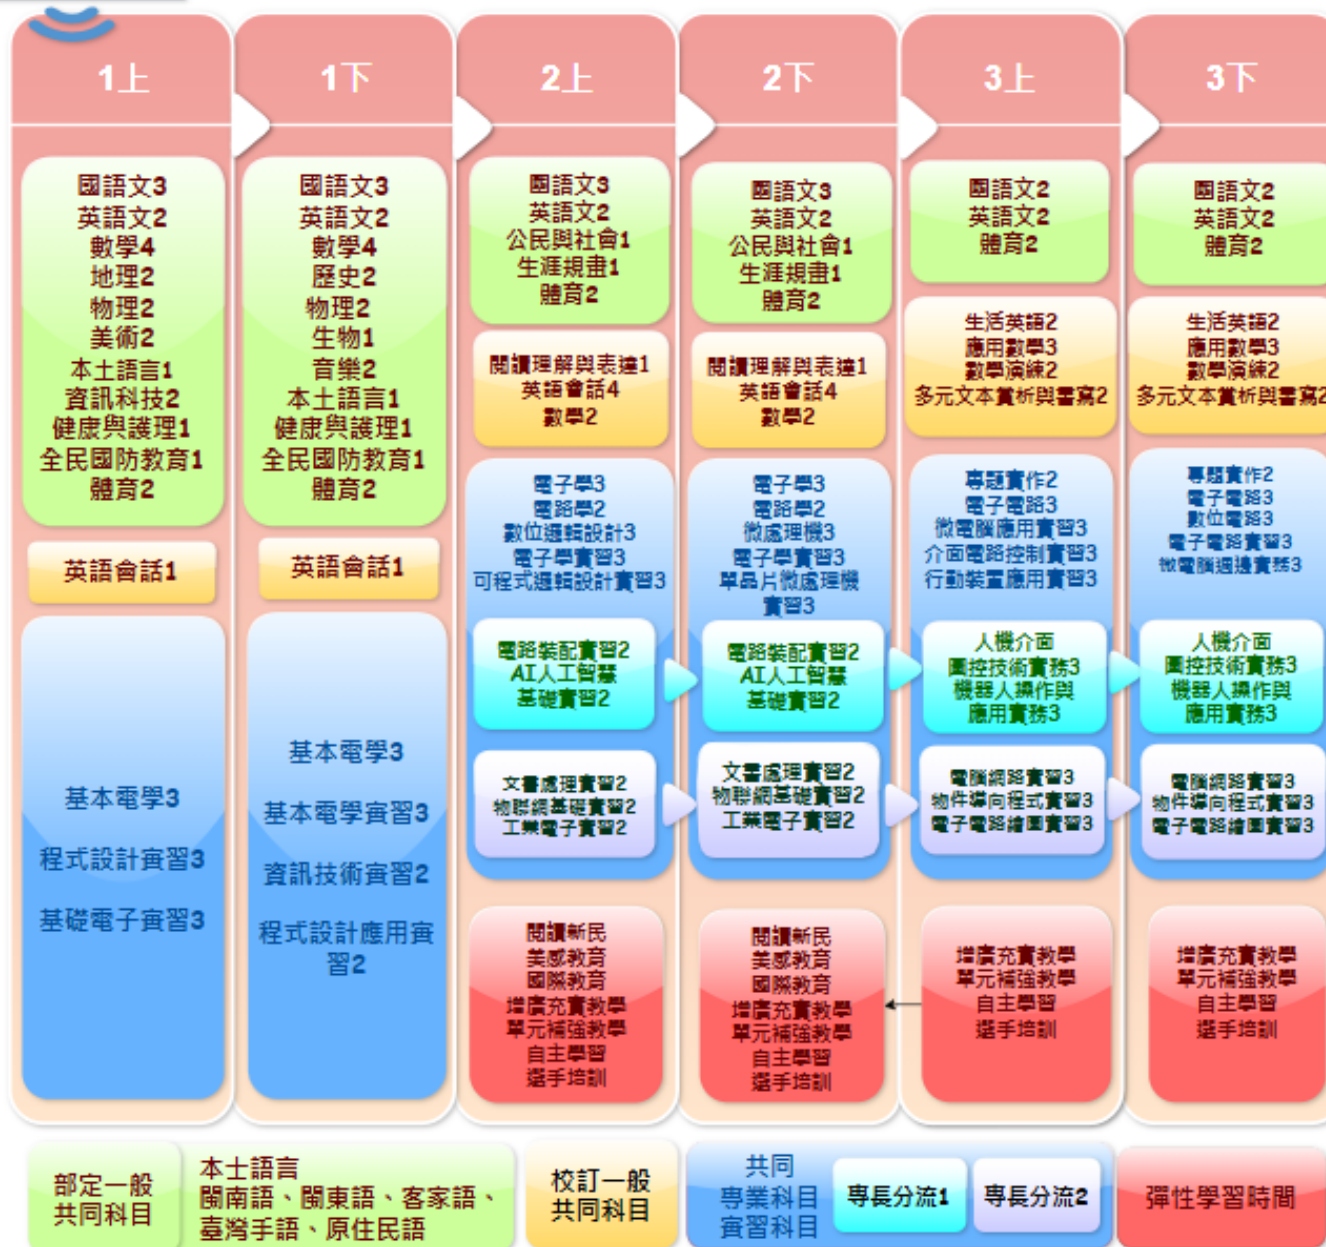 1上
國語文3
英語文2
數學4
地理2
物理2
美術2
本土語言1
資訊科技2
健康與護理1
全民國防教育1
體育2
英語會話1
基本電學3
程式設計實習3
基礎電子實習3
1下
國語文3
英語文2
數學4
歷史2
物理2
生物1
音樂2
本土語言1
健康與護理1
全民國防教育1
體育2
英語會話1
基本電學3
基本電學實習3
資訊技術實習2
程式設計應用實
習2
2上
國語文3
英語文2
公民與社會1
生涯規畫1
體育2
閱讀理解與表達1
英語會話4
數學2
電子學3
電路學2
數位邏輯設計3
電子學實習3
可程式邏輯設計實習3
電路裝配實習2
AI人工智慧
基礎實習2
文書處理實習2
物聯網基礎實習2
工業電子實習2
閱讀新民
美感教育
國際教育
增廣充實教學
單元補強教學
自主學習
選手培訓
2下
國語文3
英語文2
公民與社會1
生涯規畫1
體育2
閱讀理解與表達1
英語會話4
數學2
電子學3
電路學2
微處理機3
電子學實習3
單晶片微處理機
實習3
電路裝配實習2
AI人工智慧
基礎實習2
文書處理實習2
物聯網基礎實習2
工業電子實習2
閱讀新民
美感教育
國際教育
增廣充實教學
單元補強教學
自主學習
選手培訓
3上
國語文2
英語文2
體育2
生活英語2
應用數學3
數學演練2
多元文本賞析與書寫2
專題實作2
電子電路3
微電腦應用實習3
介面電路控制實習3
行動裝置應用實習3
人機介面
圖控技術實務3
機器人操作與
應用實務3
電腦網路實習3
物件導向程式實習3
電子電路繪圖實習3
增廣充實教學
單元補強教學
自主學習
選手培訓
3下
國語文2
英語文2
體育2
生活英語2
應用數學3
數學演練2
多元文本賞析與書寫2
專題實作2
電子電路3
數位電路3
電子電路實習3
微電腦週邊實務3
人機介面
圖控技術實務3
機器人操作與
應用實務3
電腦網路實習3
物件導向程式實習3
電子電路繪圖實習3
增廣充實教學
單元補強教學
自主學習
選手培訓
部定一般
共同科目
本土語言
閩南語、閩東語、客家語、
臺灣手語、原住民語
校訂一般
共同科目
共同
專業科目
實習科目
專長分流1
專長分流2
彈性學習時間